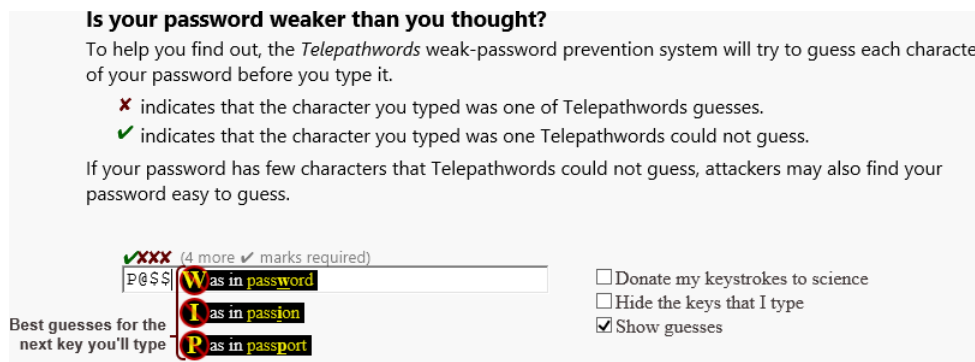 Is your password weaker than you thought?
To help you find out, the Telepathwords weak-password prevention system will try to guess each characte
of your password before you type it.
✘ indicates that the character you typed was one of Telepathwords guesses.
✔ indicates that the character you typed was one Telepathwords could not guess.
If your password has few characters that Telepathwords could not guess, attackers may also find your
password easy to guess.
✔✘✘✘ (4 more ✔ marks required)
P@$$ W as in password
I as in passion
P as in passport
Best guesses for the
next key you'll type
Donate my keystrokes to science
Hide the keys that I type
Show guesses